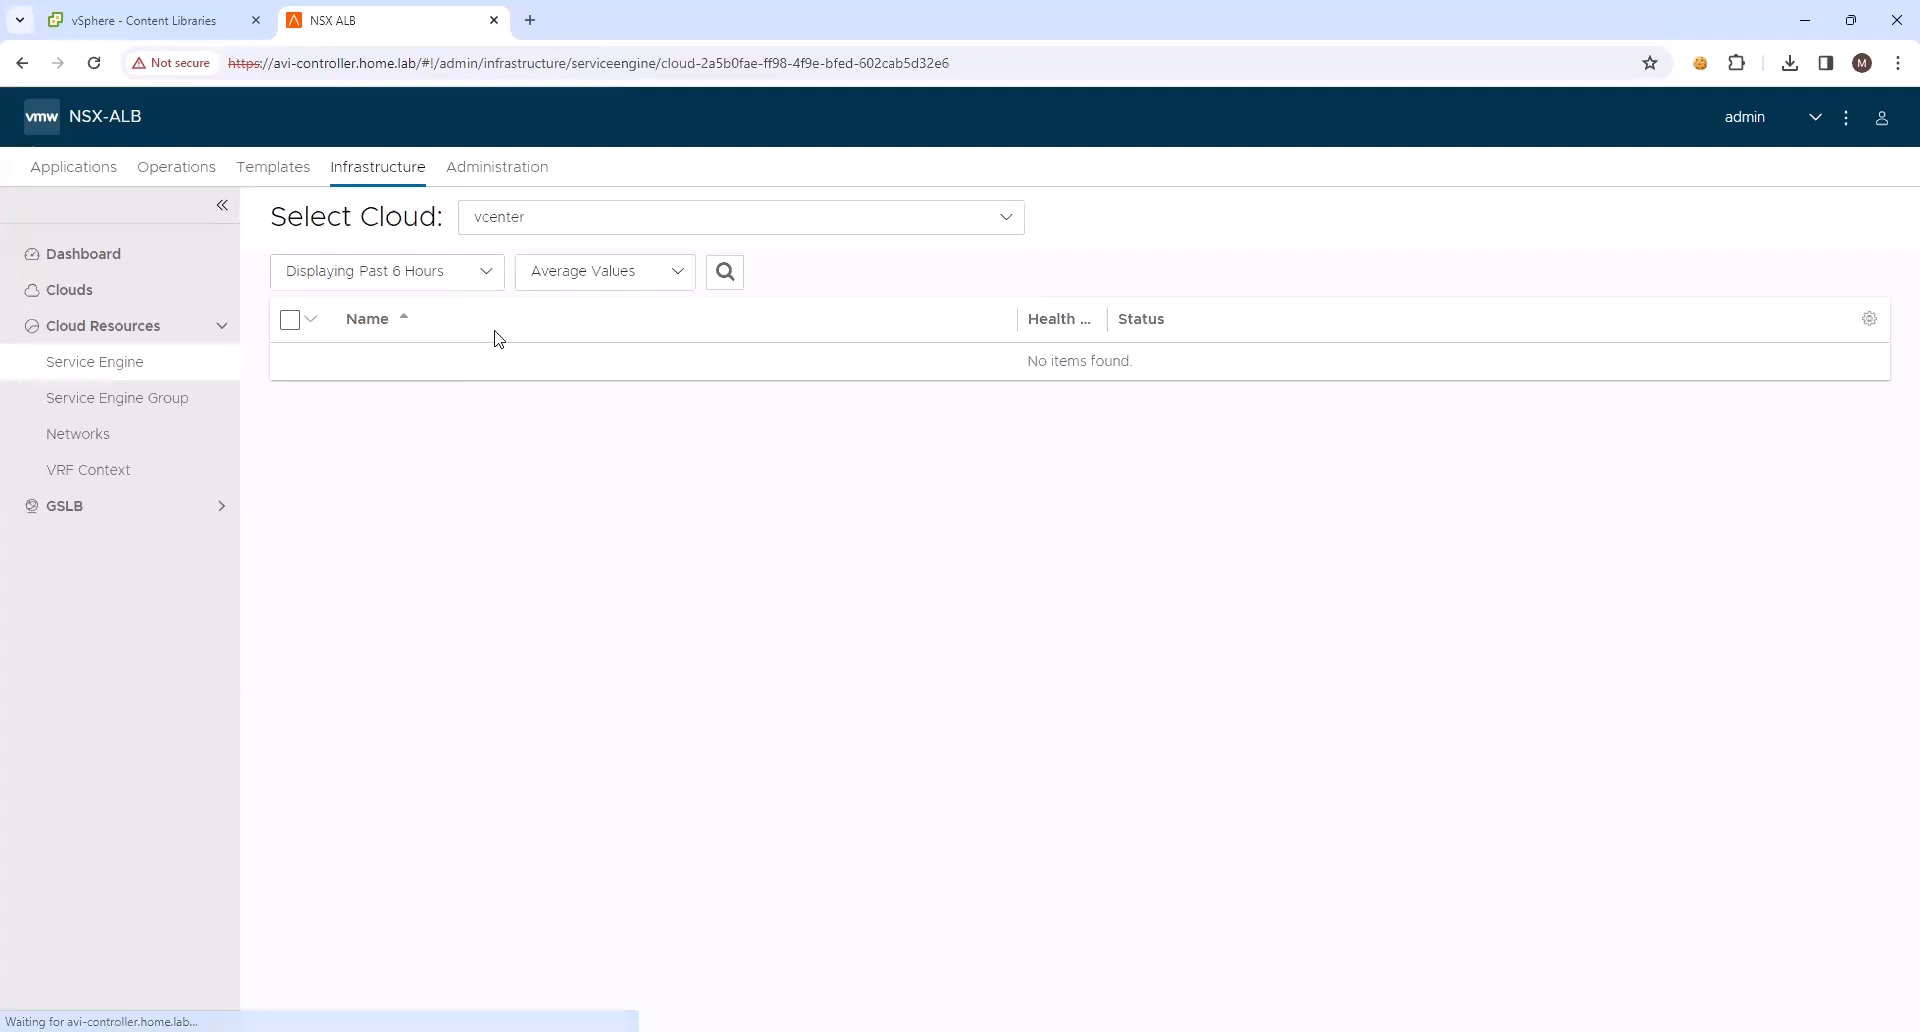 vSphere - Content Libraries
NSX ALB
Not secure
https://avi-controller.home.lab/#!/admin/infrastructure/serviceengine/cloud-2a5b0fae-ff98-4f9e-bfed-602cab5d32e6
M
vmw NSX-ALB
admin
Applications Operations Templates Infrastructure Administration
Select Cloud: vcenter
Dashboard
Clouds
Cloud Resources
Service Engine
Service Engine Group
Networks
VRF Context
GSLB
Displaying Past 6 Hours Average Values
Name Health ... Status
No items found.
Waiting for avi-controller.home.lab...